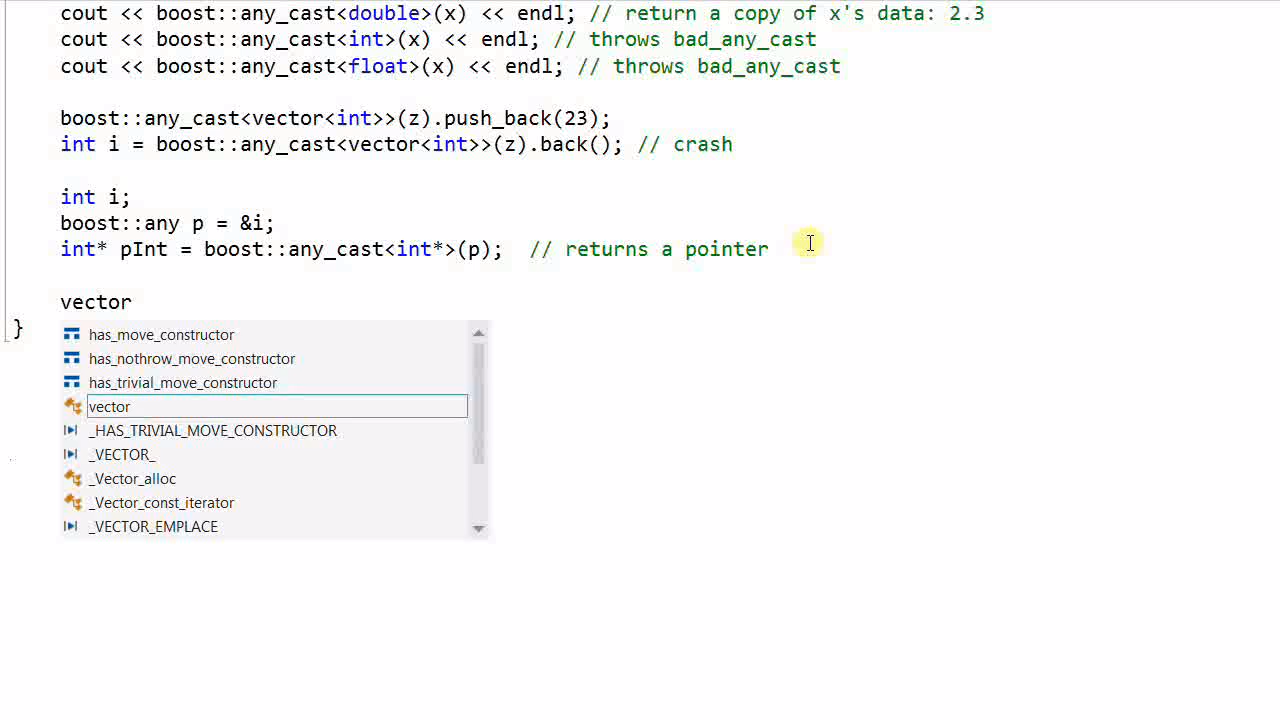 cout << boost::any_cast<double>(x) << endl; // return a copy of x's data: 2.3
cout << boost::any_cast<int>(x) << endl; // throws bad_any_cast
cout << boost::any_cast<float>(x) << endl; // throws bad_any_cast
boost::any_cast<vector<int>>(z).push_back(23);
int i = boost::any_cast<vector<int>>(z).back(); // crash
int i;
boost::any p = &i;
int* pInt = boost::any_cast<int*>(p);  // returns a pointer
vector
}
has_move_constructor
has_nothrow_move_constructor
has_trivial_move_constructor
vector
_HAS_TRIVIAL_MOVE_CONSTRUCTOR
_VECTOR_
_Vector_alloc
_Vector_const_iterator
_VECTOR_EMPLACE